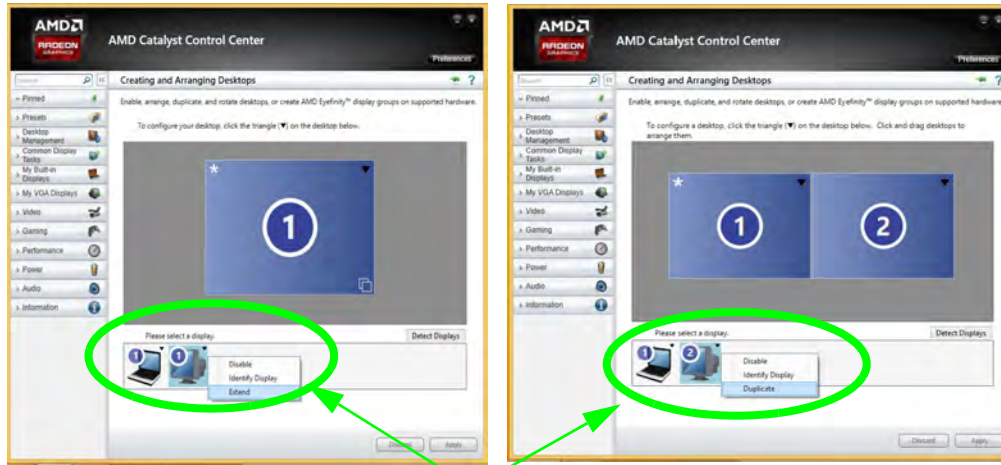 AMD
RADEON
GRAPHICS
AMD Catalyst Control Center
Preferences
Creating and Arranging Desktops
?
Pinned
Presets
Desktop
Management
Common Display
Tasks
My Built-in
Displays
My VGA Displays
Video
Gaming
Performance
Power
Audio
Information
Enable, arrange, duplicate, and rotate desktops, or create AMD Eyefinity™ display groups on supported hardware.
To configure your desktop, click the triangle (▼) on the desktop below.
*
1
Please select a display.
Detect Displays
1
1
Disable
Identify Display
Extend
Discard
Apply
AMD
RADEON
GRAPHICS
AMD Catalyst Control Center
Preferences
Creating and Arranging Desktops
?
Pinned
Presets
Desktop
Management
Common Display
Tasks
My Built-in
Displays
My VGA Displays
Video
Gaming
Performance
Power
Audio
Information
Enable, arrange, duplicate, and rotate desktops, or create AMD Eyefinity™ display groups on supported hardware
To configure a desktop, click the triangle (▼) on the desktop below. Click and drag desktops to
arrange them.
*
1
2
Please select a display.
Detect Displays
1
2
Disable
Identify Display
Duplicate
Discard
Apply